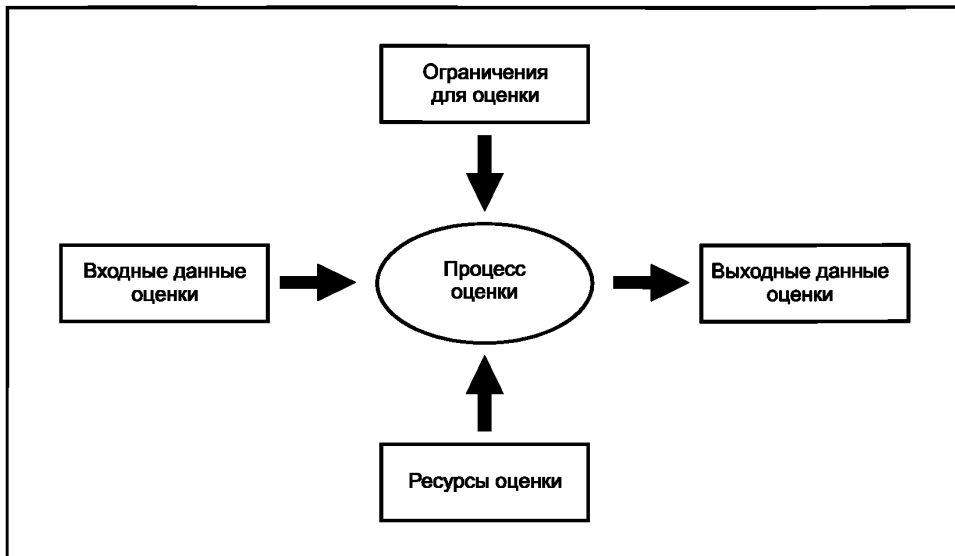 Ограничения
для оценки
Входные данные
оценки
Процесс
оценки
Выходные данные
оценки
Ресурсы оценки